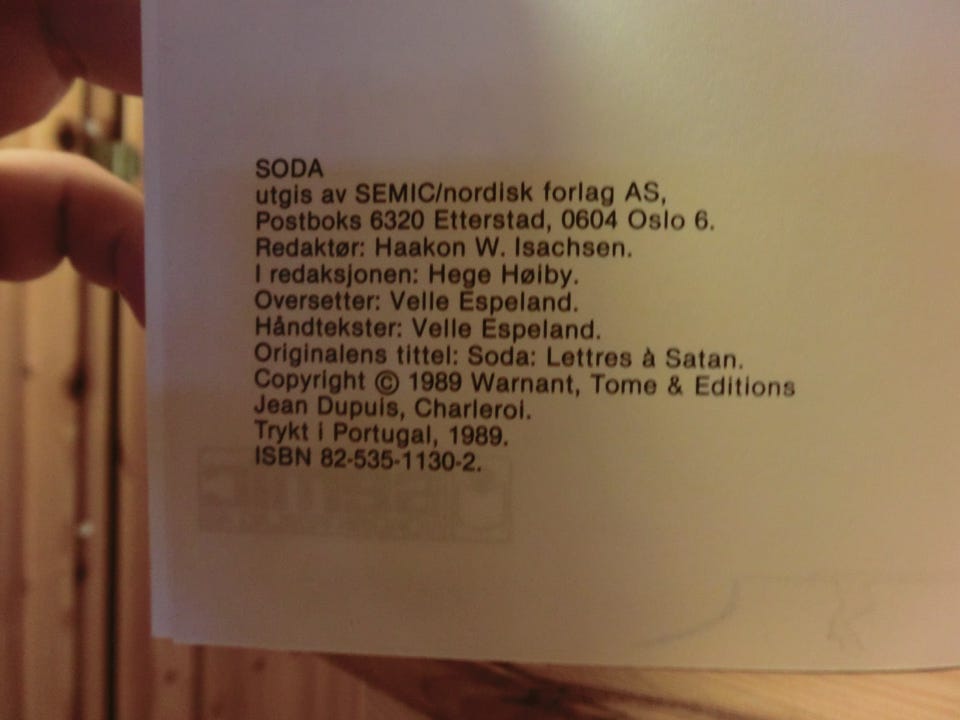 SODA
utgis av SEMIC/nordisk forlag AS,
Postboks 6320 Etterstad, 0604 Oslo 6.
Redaktør: Haakon W. Isachsen.
I redaksjonen: Hege Høiby.
Oversetter: Velle Espeland.
Håndtekster: Velle Espeland.
Originalens tittel: Soda: Lettres à Satan.
Copyright © 1989 Warnant, Tome & Editions
Jean Dupuis, Charleroi.
Trykt i Portugal, 1989.
ISBN 82-535-1130-2.